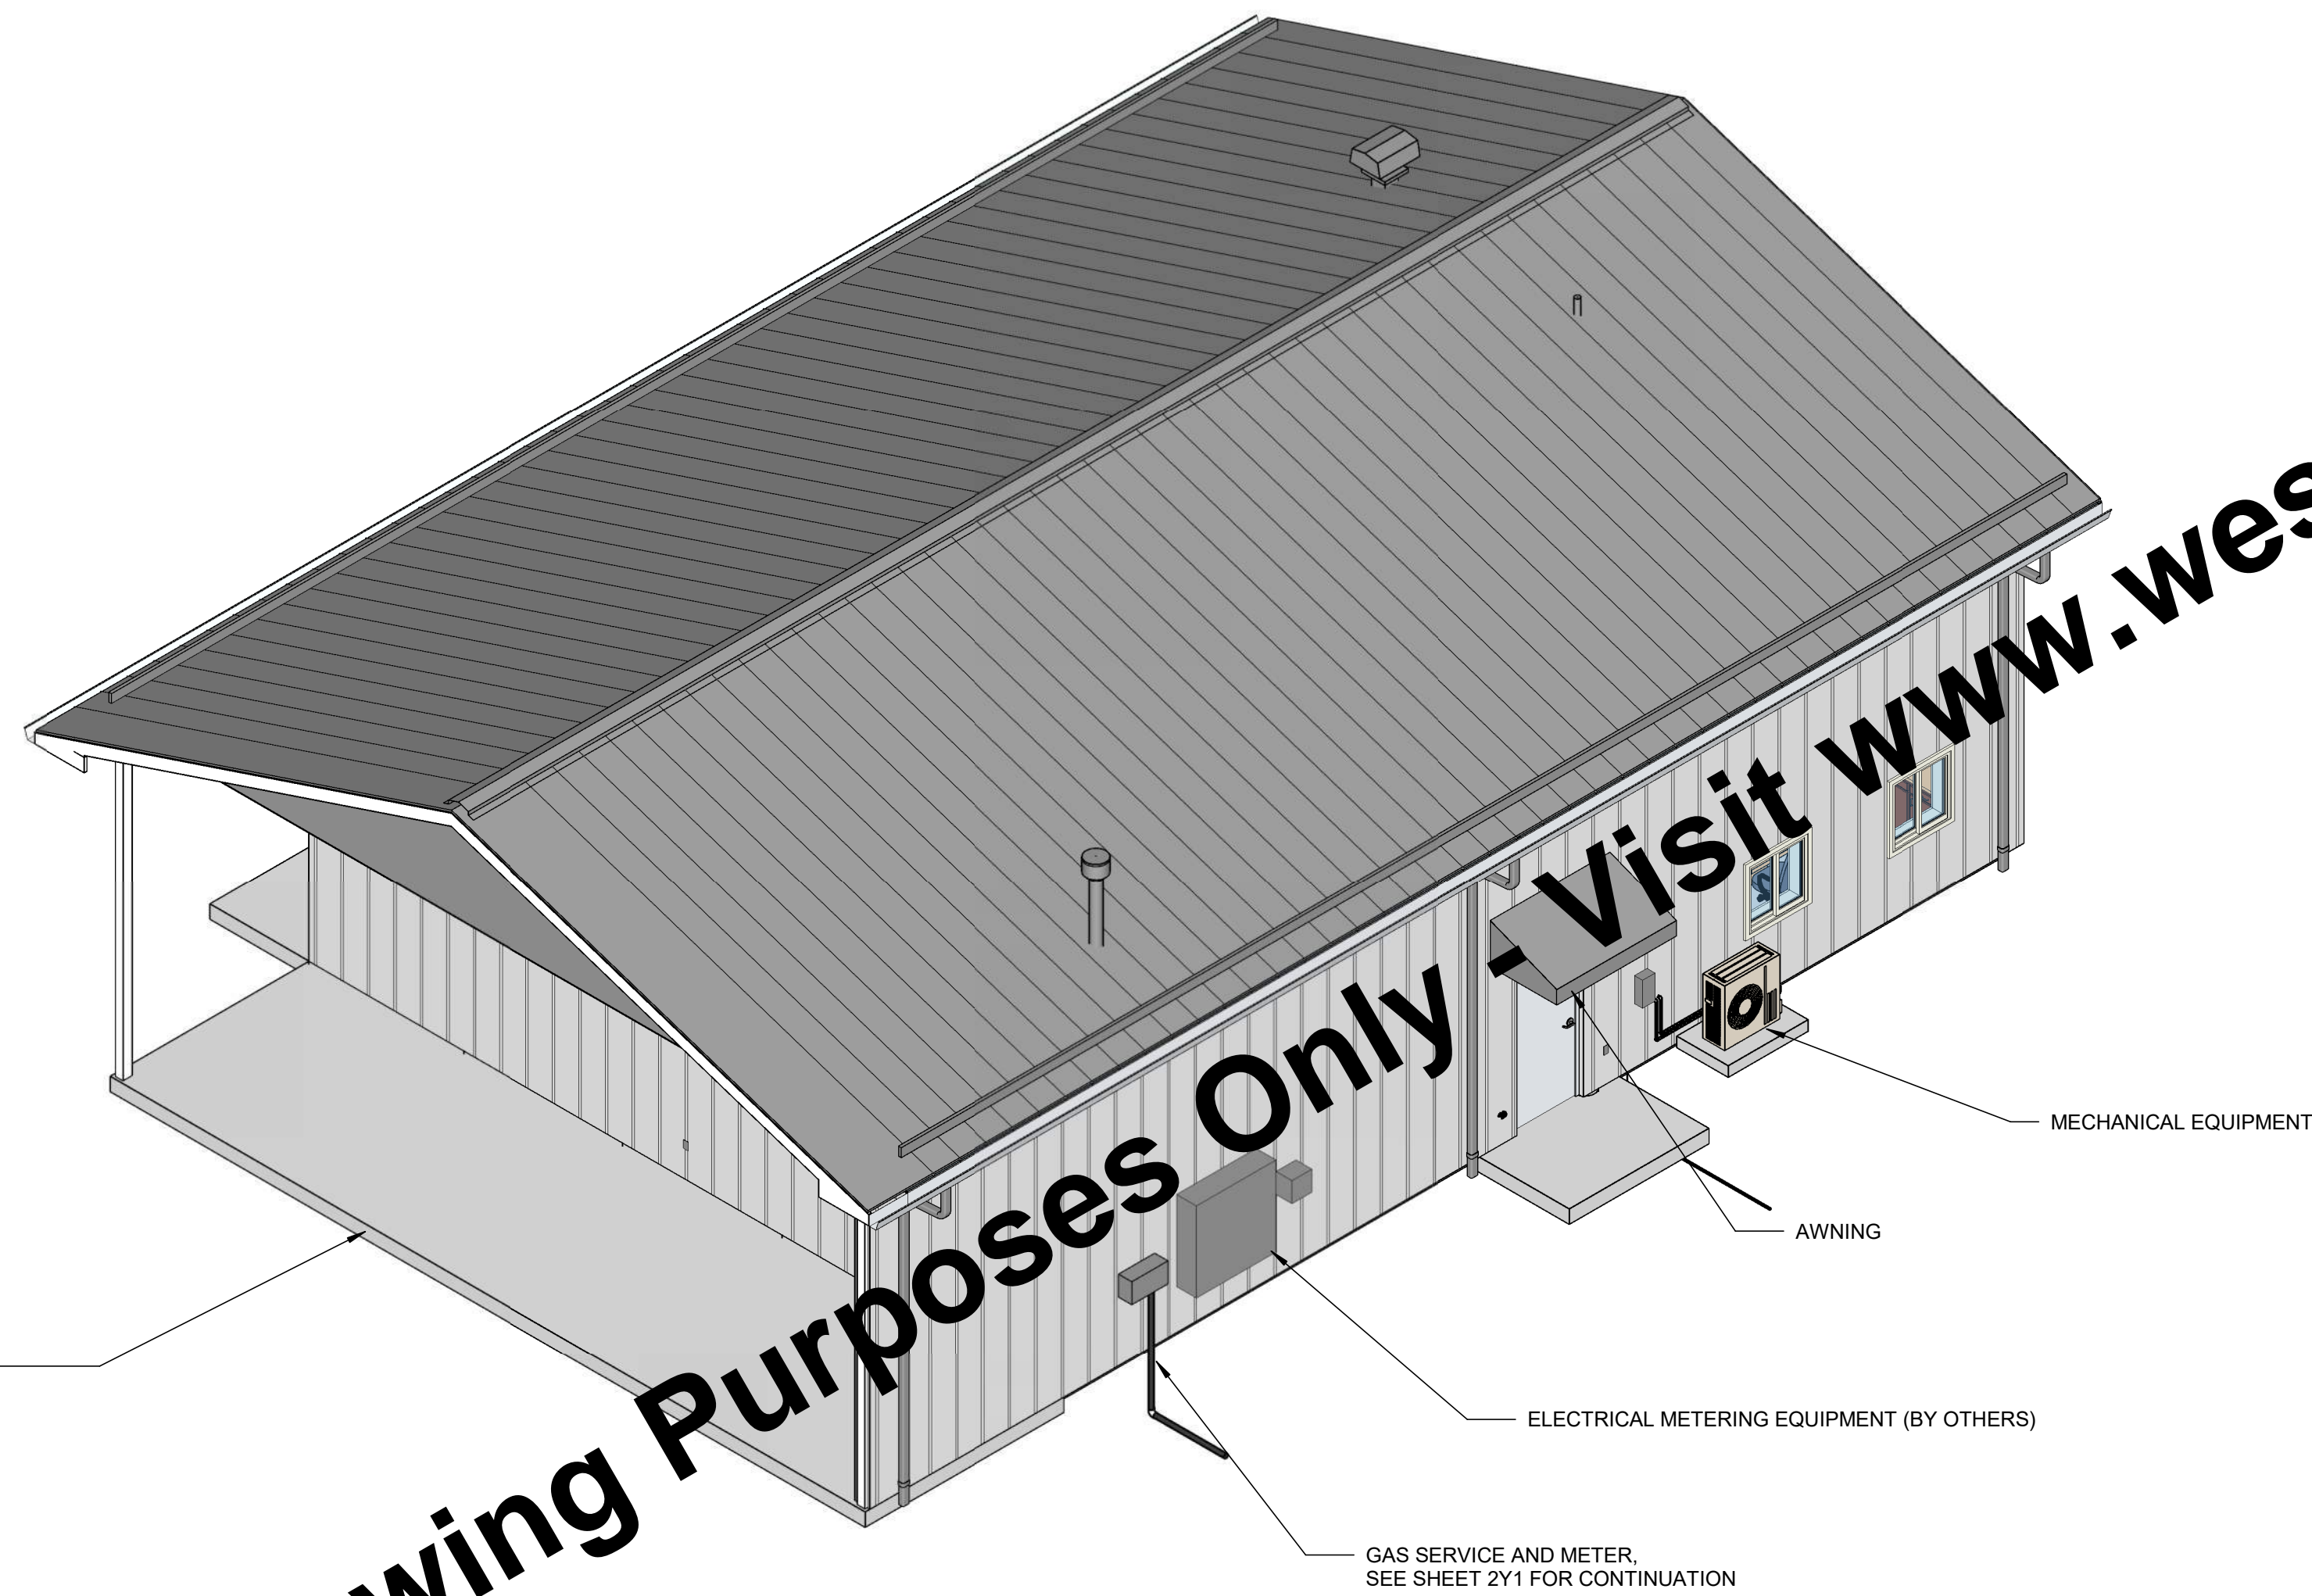 MECHANICAL EQUIPMENT
AWNING
ELECTRICAL METERING EQUIPMENT (BY OTHERS)
GAS SERVICE AND METER,
SEE SHEET 2Y1 FOR CONTINUATION
wing Purposes Only - Visit www.wes